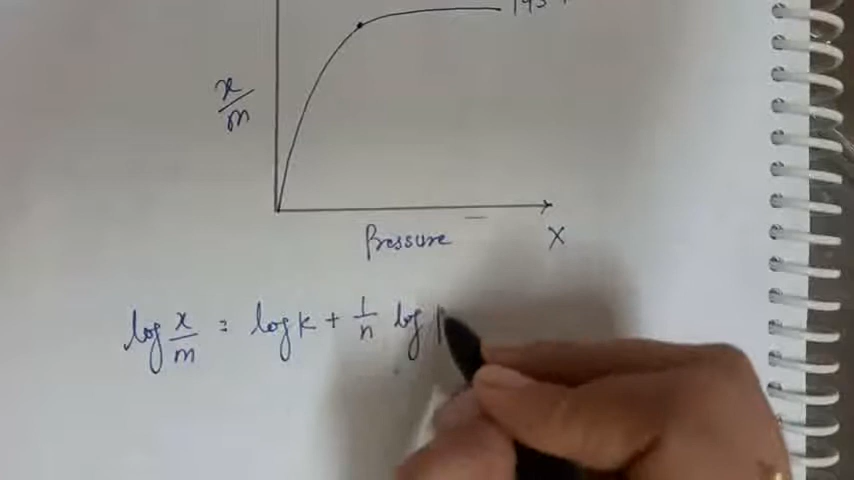 x/m
Pressure
X
log x/m = log k + 1/n log